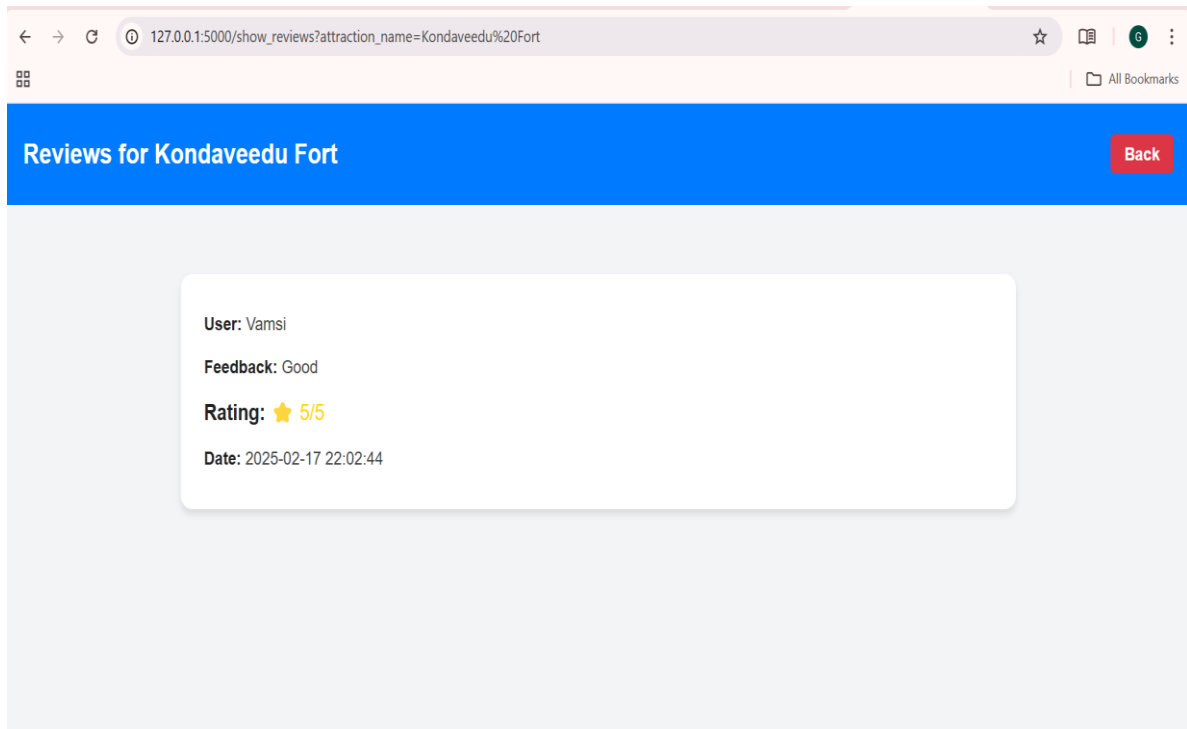 127.0.0.1:5000/show_reviews?attraction_name=Kondaveedu%20Fort
G
All Bookmarks
Reviews for Kondaveedu Fort
Back
User: Vamsi
Feedback: Good
Rating: ⭐ 5/5
Date: 2025-02-17 22:02:44